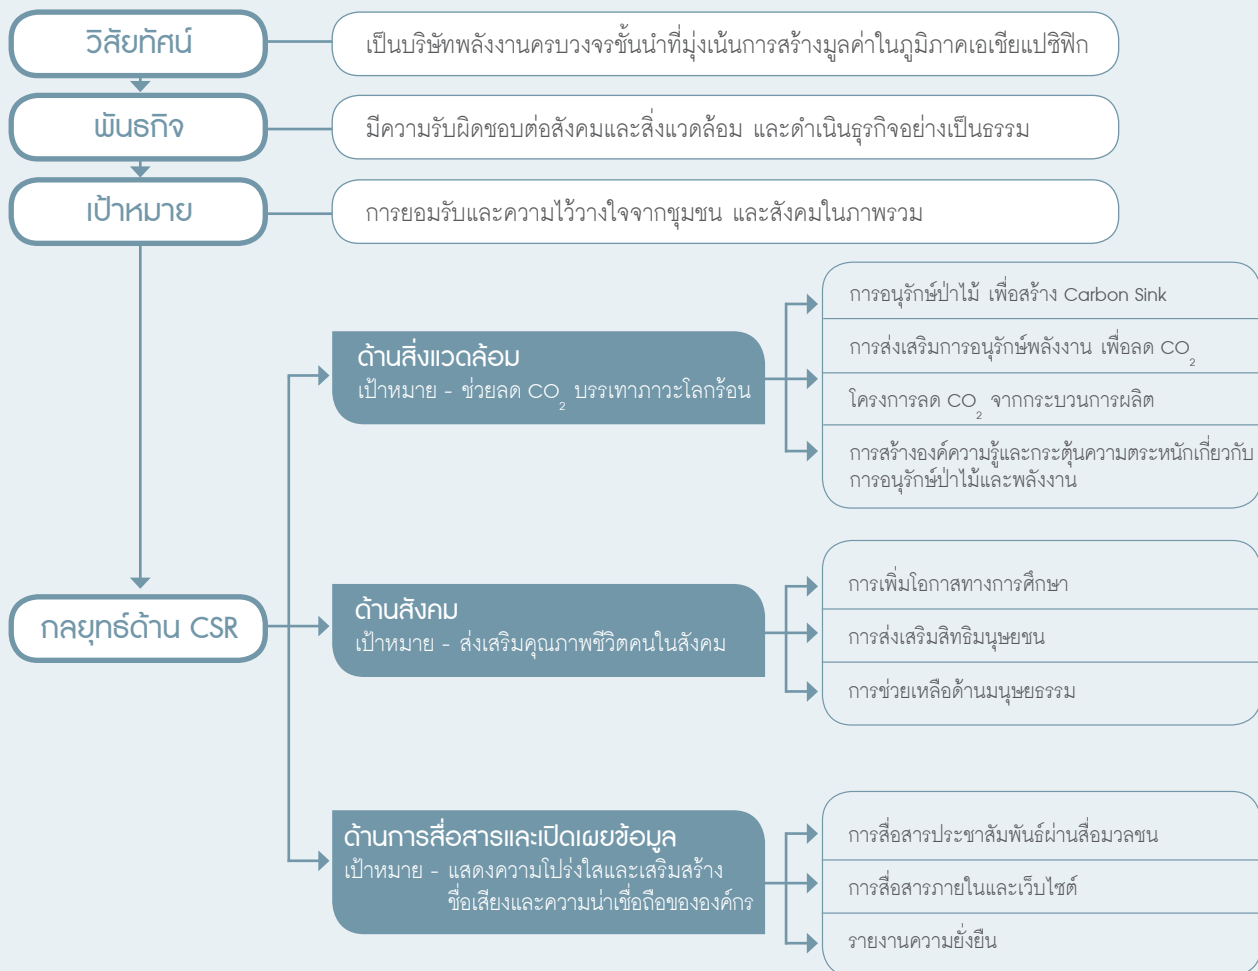 วิสัยทัศน์
เป็นบริษัทพลังงานครบวงจรชั้นนำที่มุ่งเน้นการสร้างมูลค่าในภูมิภาคเอเชียแปซิฟิก
พันธกิจ
มีความรับผิดชอบต่อสังคมและสิ่งแวดล้อม และดำเนินธุรกิจอย่างเป็นธรรม
เป้าหมาย
การยอมรับและความไว้วางใจจากชุมชน และสังคมในภาพรวม
กลยุทธ์ด้าน CSR
ด้านสิ่งแวดล้อม
เป้าหมาย - ช่วยลด CO₂ บรรเทาภาวะโลกร้อน
การอนุรักษ์ป่าไม้ เพื่อสร้าง Carbon Sink
การส่งเสริมการอนุรักษ์พลังงาน เพื่อลด CO₂
โครงการลด CO₂ จากกระบวนการผลิต
การสร้างองค์ความรู้และกระตุ้นความตระหนักเกี่ยวกับ
การอนุรักษ์ป่าไม้และพลังงาน
ด้านสังคม
เป้าหมาย - ส่งเสริมคุณภาพชีวิตคนในสังคม
การเพิ่มโอกาสทางการศึกษา
การส่งเสริมสิทธิมนุษยชน
การช่วยเหลือด้านมนุษยธรรม
ด้านการสื่อสารและเปิดเผยข้อมูล
เป้าหมาย - แสดงความโปร่งใสและเสริมสร้าง
ชื่อเสียงและความน่าเชื่อถือขององค์กร
การสื่อสารประชาสัมพันธ์ผ่านสื่อมวลชน
การสื่อสารภายในและเว็บไซต์
รายงานความยั่งยืน